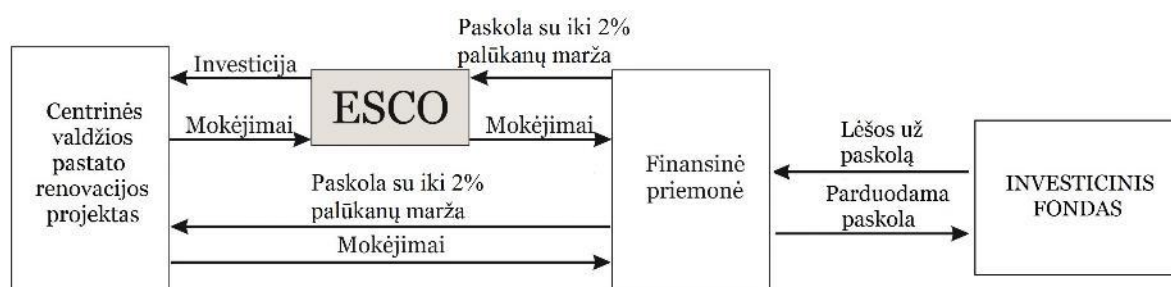 Centrinės
valdžios
pastato
renovacijos
projektas
Investicija
Mokėjimai
ESCO
Paskola su iki 2%
palūkanų marža
Mokėjimai
Paskola su iki 2%
palūkanų marža
Mokėjimai
Finansinė
priemonė
Lėšos už
paskolą
Parduodama
paskola
INVESTICINIS
FONDAS